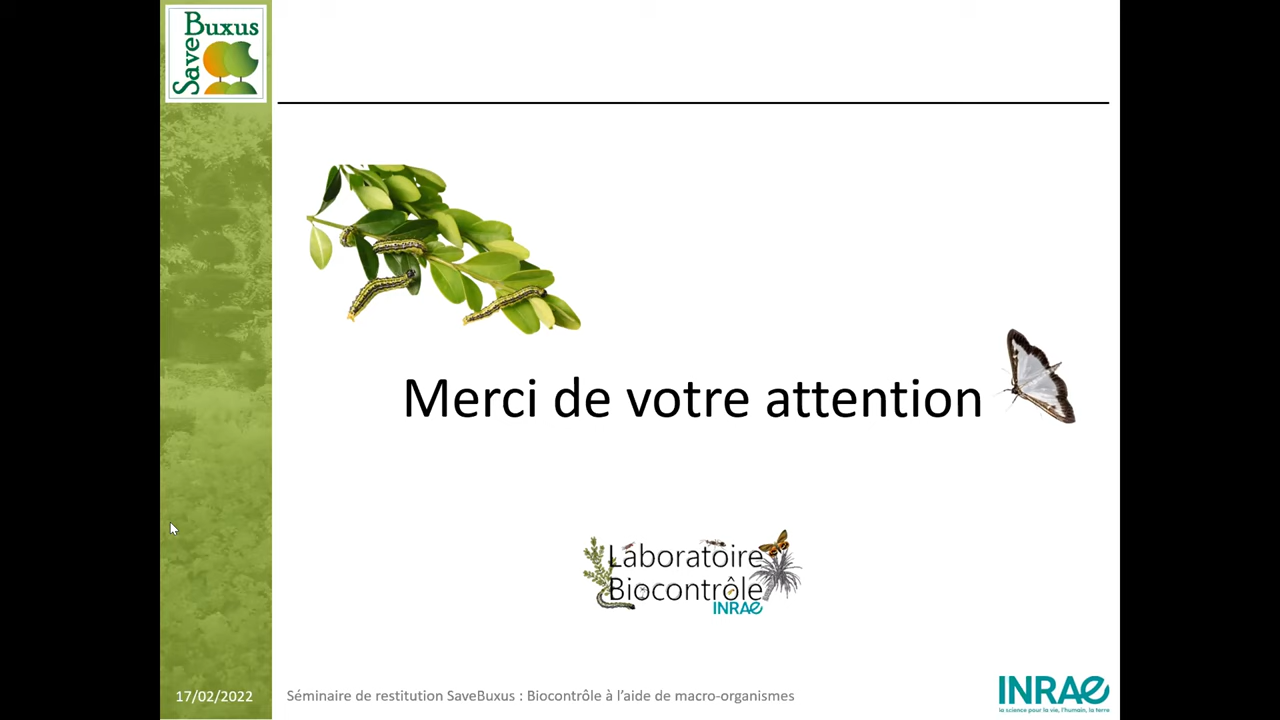 Save Buxus
Merci de votre attention
Laboratoire
Biocontrôle
INRAE
17/02/2022
Séminaire de restitution SaveBuxus : Biocontrôle à l’aide de macro-organismes
INRAE
la science pour la vie, l'humain, la terre